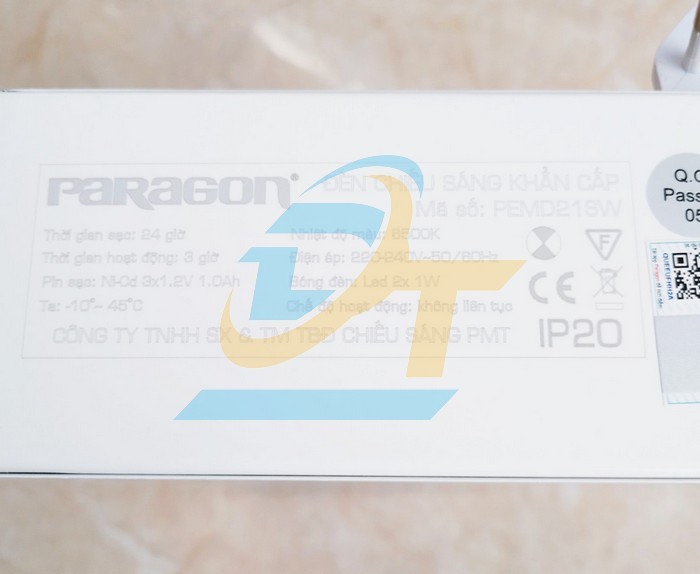 PARAGON® ĐÈN CHIẾU SÁNG KHẨN CẤP
Mã số: PEMD21SW
Thời gian sạc: 24 giờ Nhiệt độ màu: 6500K
Thời gian hoạt động: 3 giờ Điện áp: 220-240V~50/60Hz
Pin sạc: Ni-Cd 3x1.2V 1.0Ah Bóng đèn: Led 2x 1W
Ta: -10°~ 45°C Chế độ hoạt động: không liên tục
CÔNG TY TNHH SX & TM TBĐ CHIẾU SÁNG PMT IP20
F
CE
Q.C
Pass
05
QUEEUFHH2A
DT